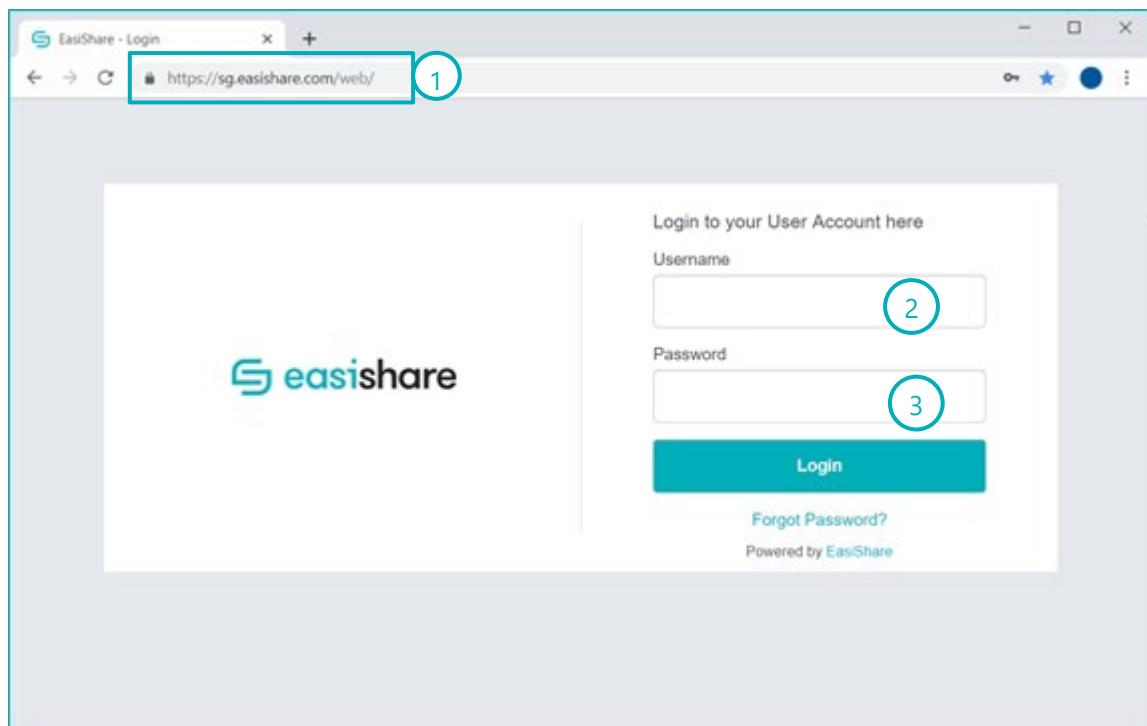 EasiShare - Login
https://sg.easishare.com/web/
1
Login to your User Account here
Username
2
easishare
Password
3
Login
Forgot Password?
Powered by EasiShare